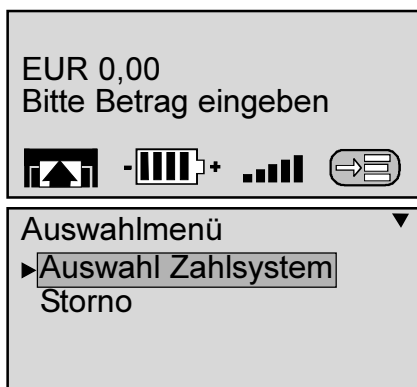 EUR 0,00
Bitte Betrag eingeben
Auswahlmenü
Auswahl Zahlsystem
Storno